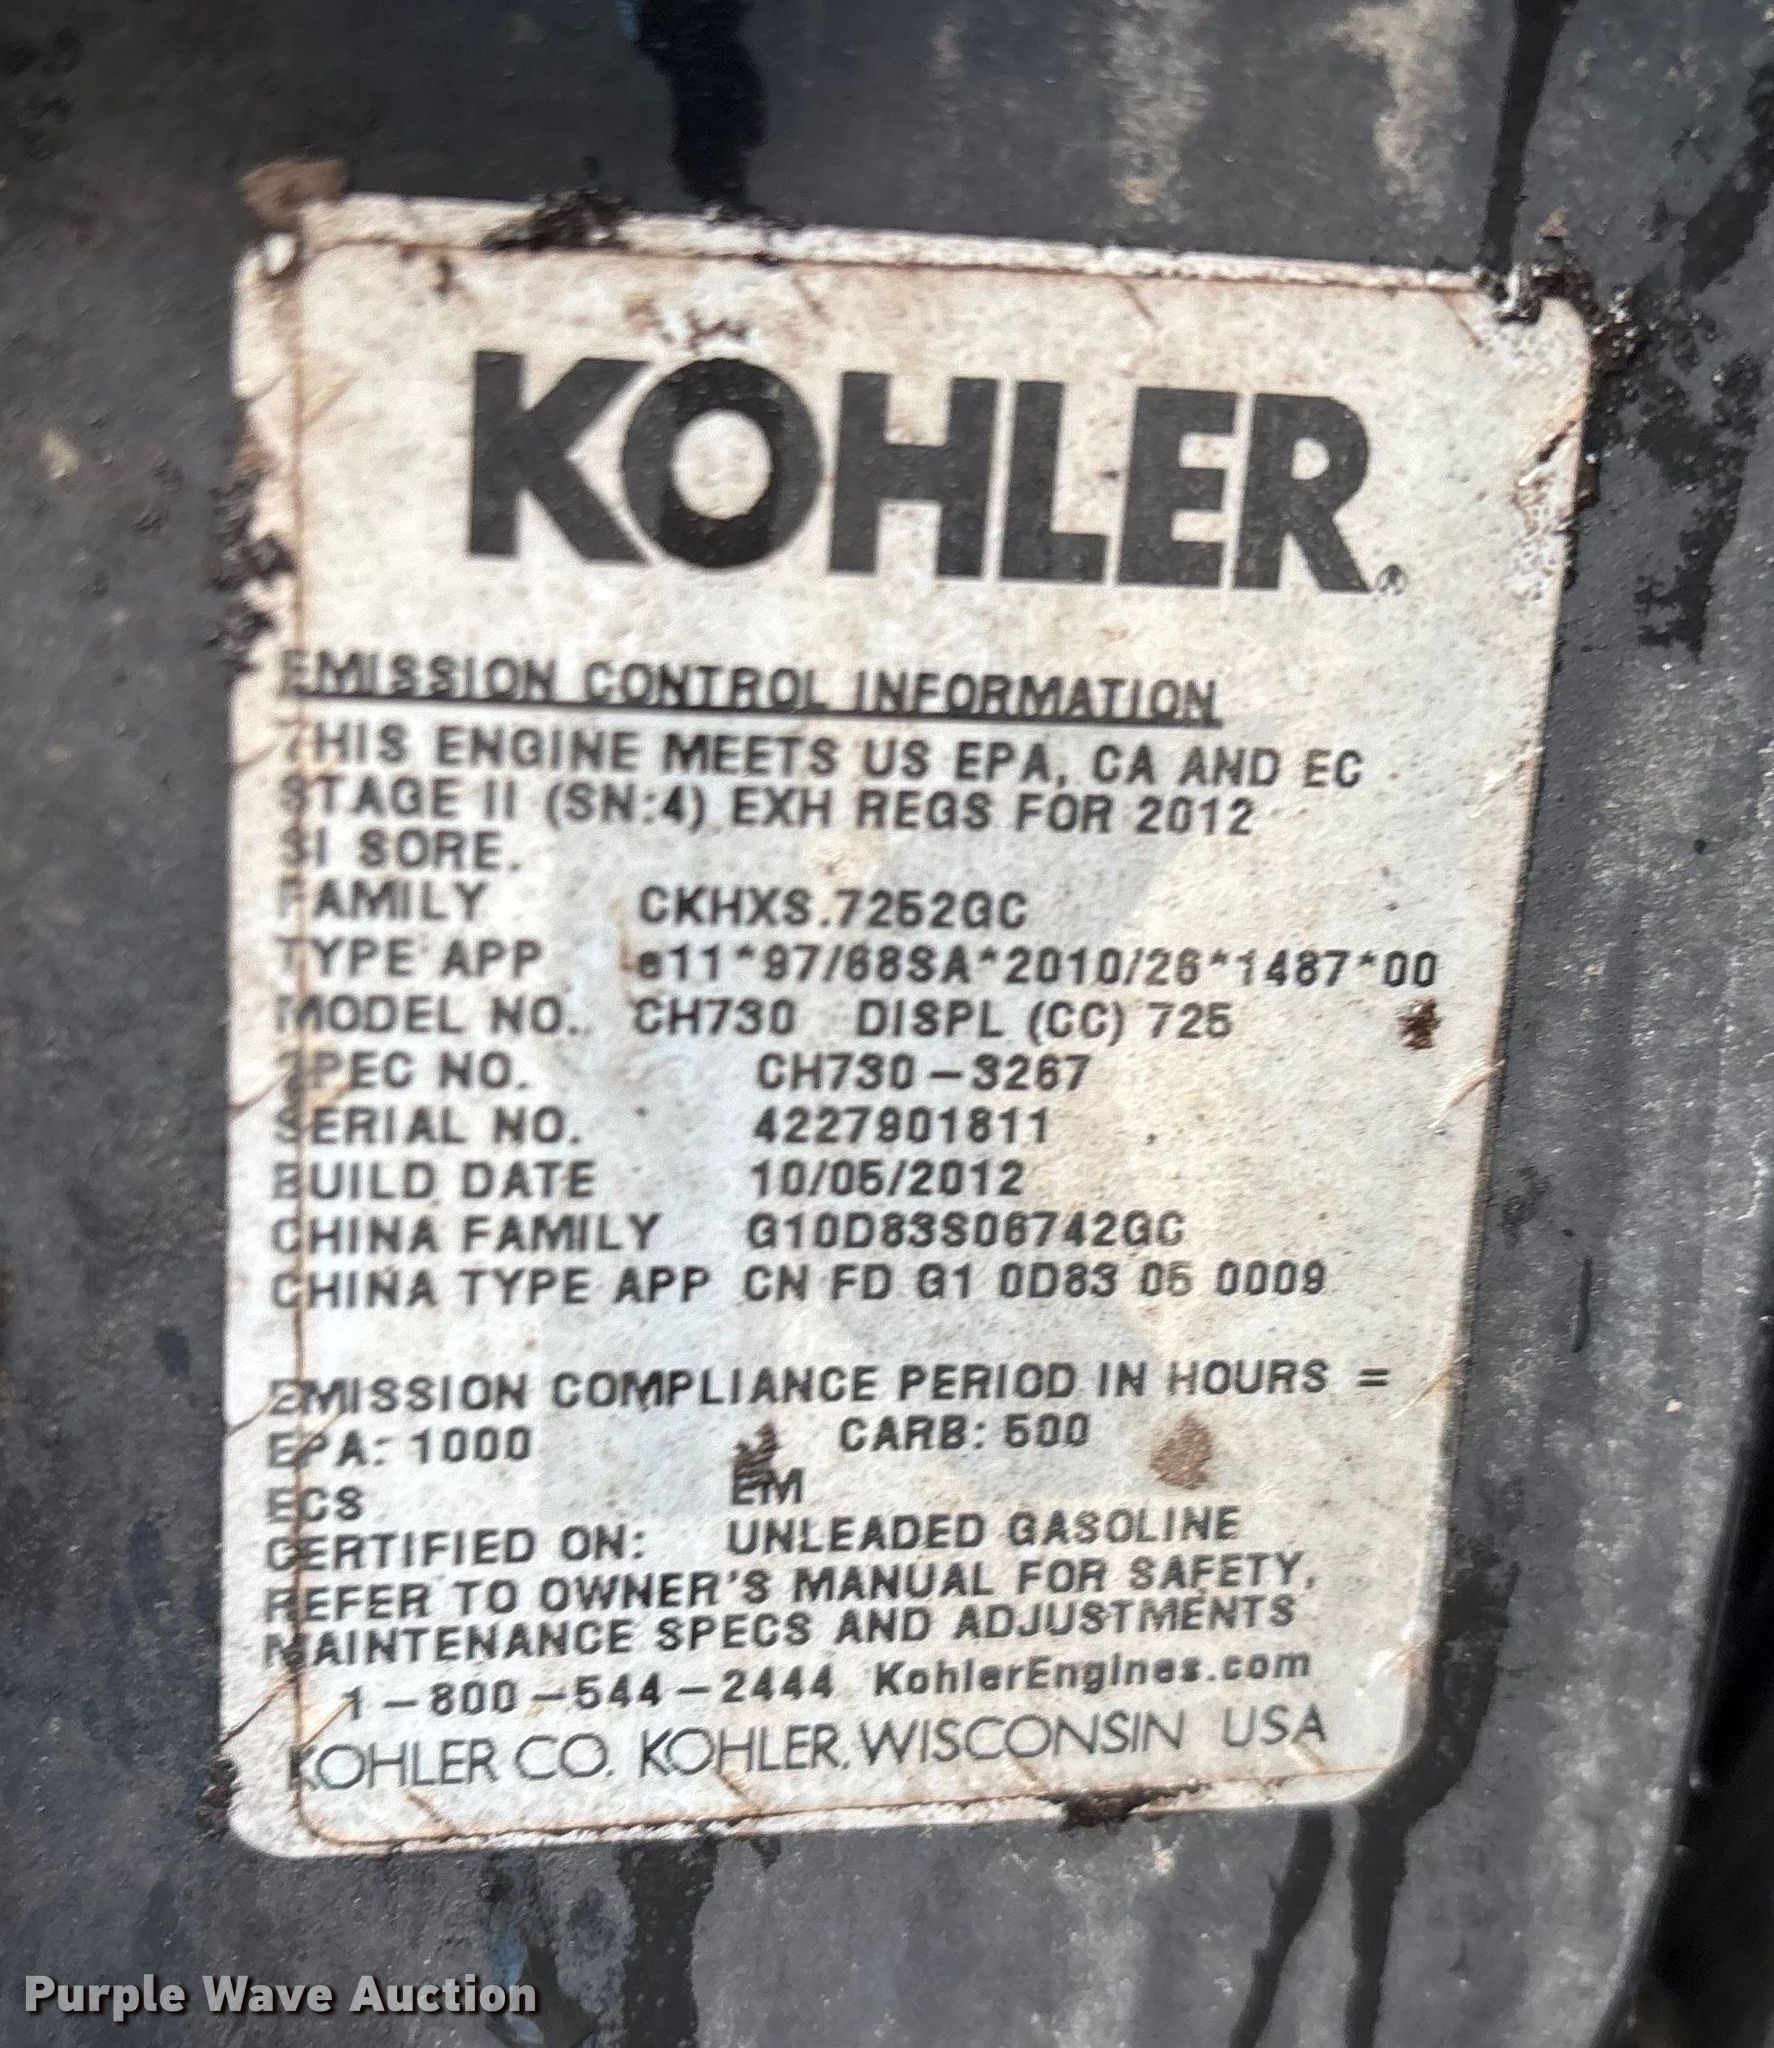 KOHLER®
EMISSION CONTROL INFORMATION
THIS ENGINE MEETS US EPA, CA AND EC
STAGE II (SN:4) EXH REGS FOR 2012
SI SORE.
FAMILY CKHXS.7252GC
TYPE APP e11*97/68SA*2010/26*1487*00
MODEL NO. CH730 DISPL (CC) 725
SPEC NO. CH730-3267
SERIAL NO. 4227901811
BUILD DATE 10/05/2012
CHINA FAMILY G10D83S06742GC
CHINA TYPE APP CN FD G1 0D83 05 0009
EMISSION COMPLIANCE PERIOD IN HOURS =
EPA: 1000 CARB: 500
ECS EM
CERTIFIED ON: UNLEADED GASOLINE
REFER TO OWNER'S MANUAL FOR SAFETY,
MAINTENANCE SPECS AND ADJUSTMENTS
1-800-544-2444 KohlerEngines.com
KOHLER CO. KOHLER, WISCONSIN USA
Purple Wave Auction